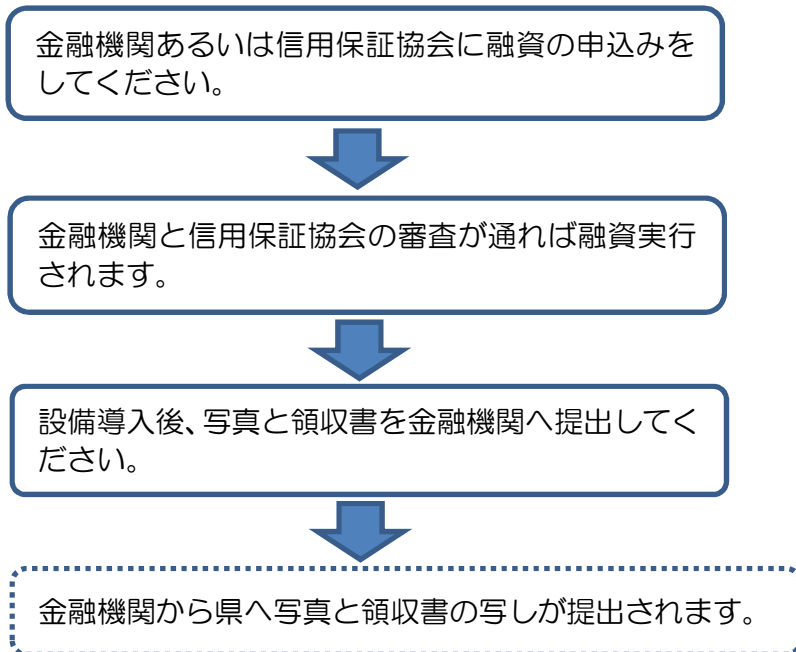 金融機関あるいは信用保証協会に融資の申込みを
してください。
金融機関と信用保証協会の審査が通れば融資実行
されます。
設備導入後、写真と領収書を金融機関へ提出してく
ださい。
金融機関から県へ写真と領収書の写しが提出されます。